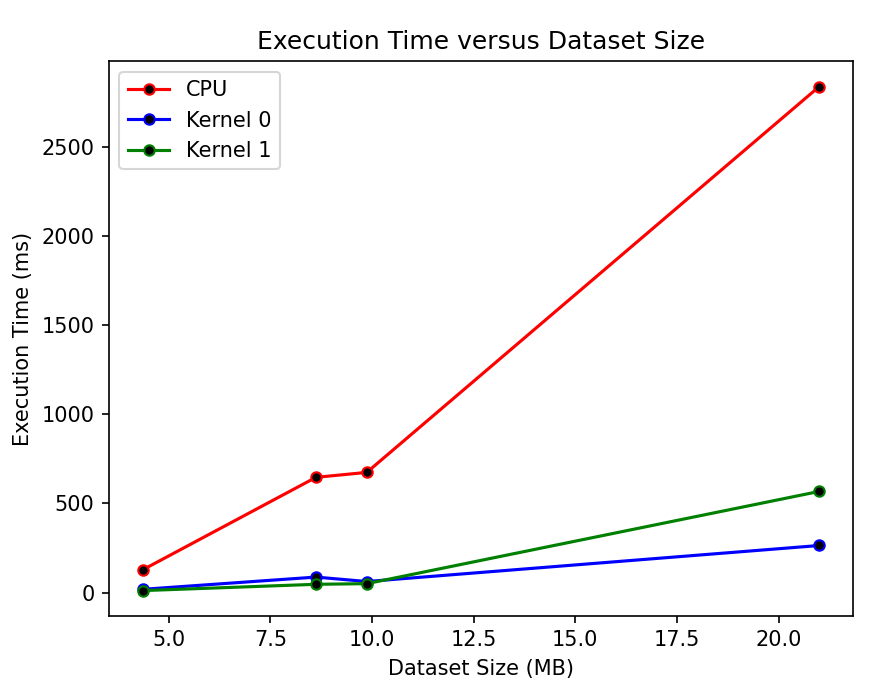 Execution Time versus Dataset Size
CPU
Kernel 0
Kernel 1
2500
2000
1500
1000
500
0
Execution Time (ms)
5.0 7.5 10.0 12.5 15.0 17.5 20.0
Dataset Size (MB)